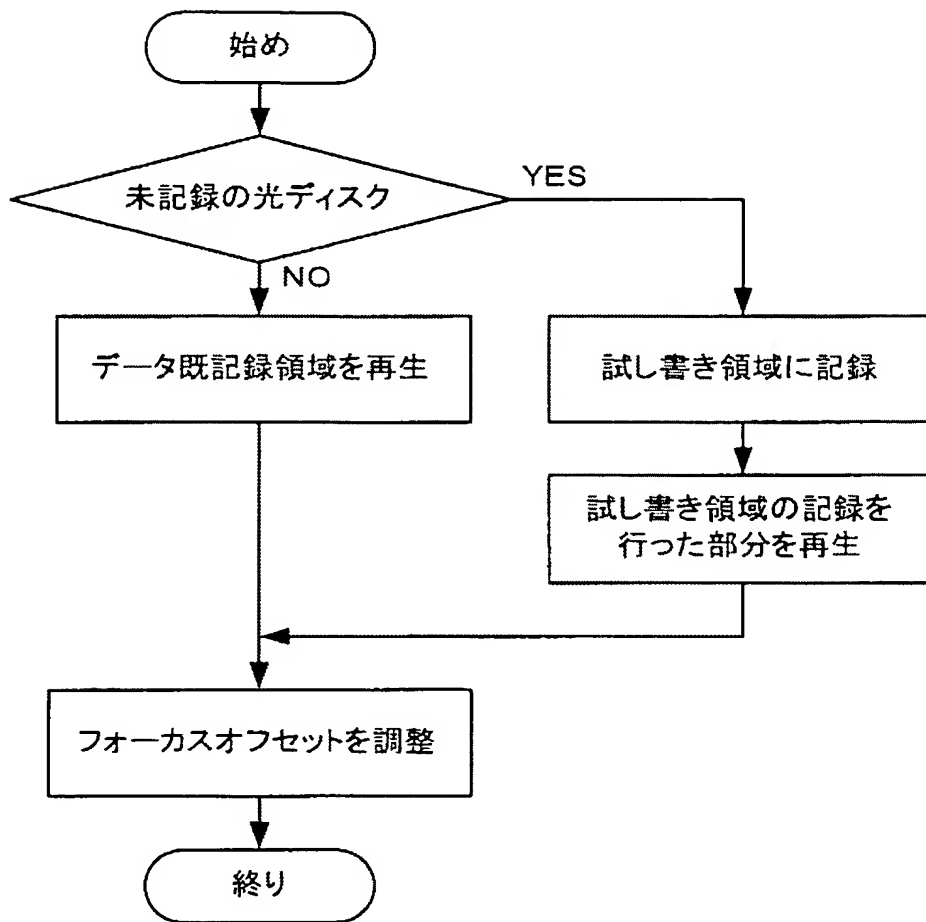 始め
未記録の光ディスク
YES
NO
データ既記録領域を再生
試し書き領域に記録
試し書き領域の記録を
行った部分を再生
フォーカスオフセットを調整
終り